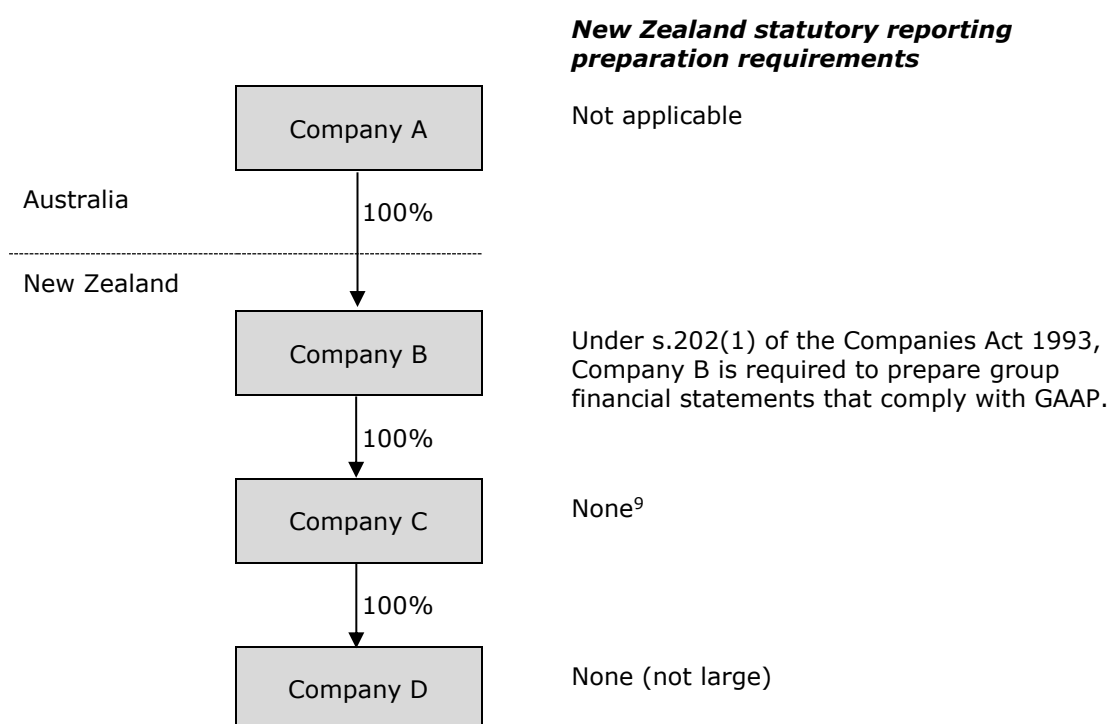 New Zealand statutory reporting
preparation requirements
Company A
Not applicable
Australia
100%
New Zealand
Company B
Under s.202(1) of the Companies Act 1993,
Company B is required to prepare group
financial statements that comply with GAAP.
100%
Company C
None⁹
100%
Company D
None (not large)